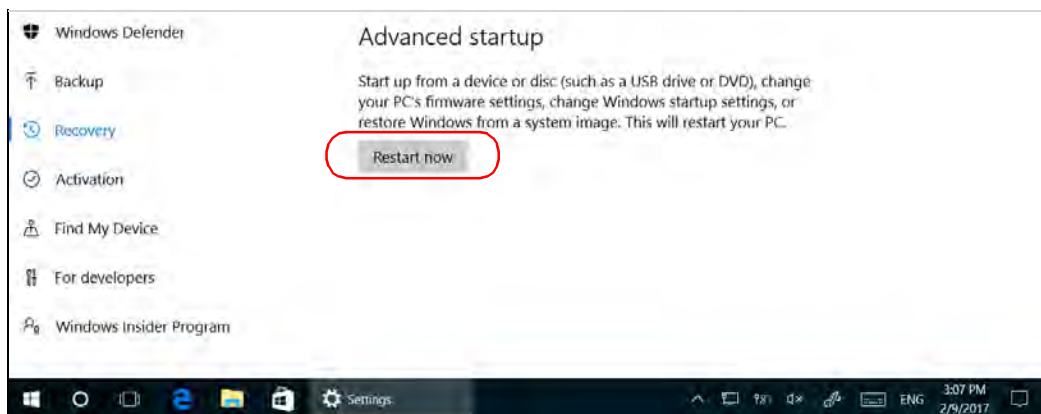 Windows Defender
Backup
Recovery
Activation
Find My Device
For developers
Windows Insider Program
Advanced startup
Start up from a device or disc (such as a USB drive or DVD), change
your PC's firmware settings, change Windows startup settings, or
restore Windows from a system image. This will restart your PC.
Restart now
Settings
ENG
3:07 PM
2/9/2017